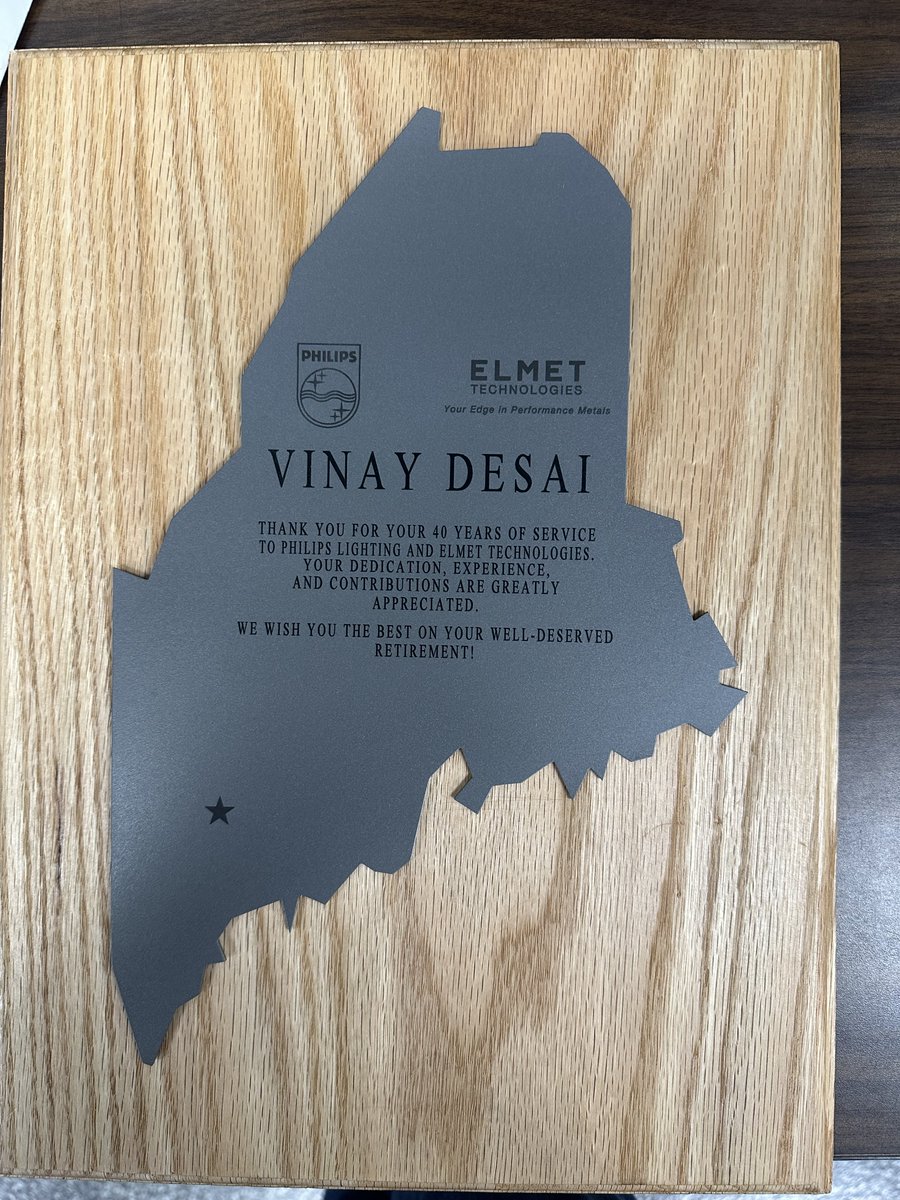 PHILIPS
ELMET
TECHNOLOGIES
Your Edge in Performance Metals
VINAY DESAI
THANK YOU FOR YOUR 40 YEARS OF SERVICE
TO PHILIPS LIGHTING AND ELMET TECHNOLOGIES.
YOUR DEDICATION, EXPERIENCE,
AND CONTRIBUTIONS ARE GREATLY
APPRECIATED.
WE WISH YOU THE BEST ON YOUR WELL-DESERVED
RETIREMENT!